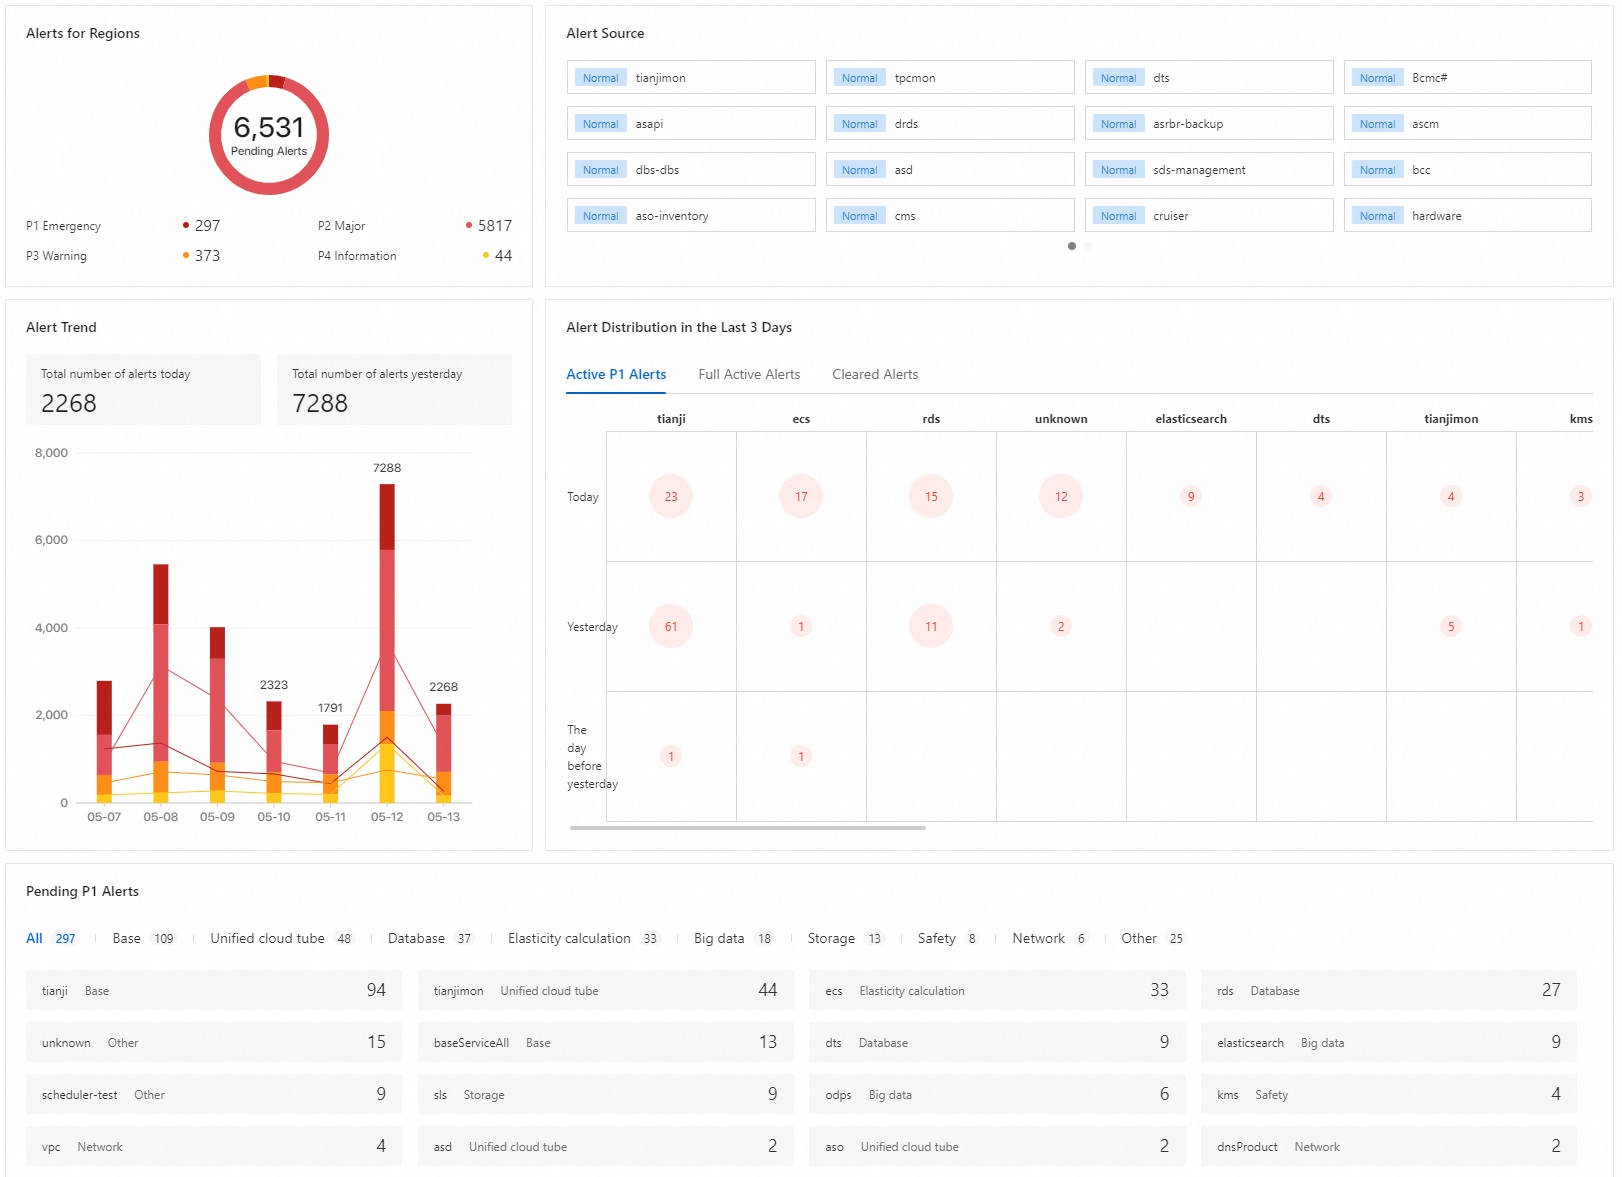 Alerts for Regions
6,531
Pending Alerts
P1 Emergency 297 P2 Major 5817
P3 Warning 373 P4 Information 44
Alert Source
Normal tianjimon Normal tpcmon Normal dts Normal Bcmc#
Normal asapi Normal drds Normal asrbr-backup Normal ascm
Normal dbs-dbs Normal asd Normal sds-management Normal bcc
Normal aso-inventory Normal cms Normal cruiser Normal hardware
Alert Trend
Total number of alerts today Total number of alerts yesterday
2268 7288
8,000
7288
6,000
4,000
2323 1791 2268
2,000
0
05-07 05-08 05-09 05-10 05-11 05-12 05-13
Alert Distribution in the Last 3 Days
Active P1 Alerts Full Active Alerts Cleared Alerts
tianji ecs rds unknown elasticsearch dts tianjimon kms
Today 23 17 15 12 9 4 4 3
Yesterday 61 1 11 2 5 1
The
day
before
yesterday
1 1
Pending P1 Alerts
All 297 Base 109 Unified cloud tube 48 Database 37 Elasticity calculation 33 Big data 18 Storage 13 Safety 8 Network 6 Other 25
tianji Base 94 tianjimon Unified cloud tube 44 ecs Elasticity calculation 33 rds Database 27
unknown Other 15 baseServiceAll Base 13 dts Database 9 elasticsearch Big data 9
scheduler-test Other 9 sls Storage 9 odps Big data 6 kms Safety 4
vpc Network 4 asd Unified cloud tube 2 aso Unified cloud tube 2 dnsProduct Network 2